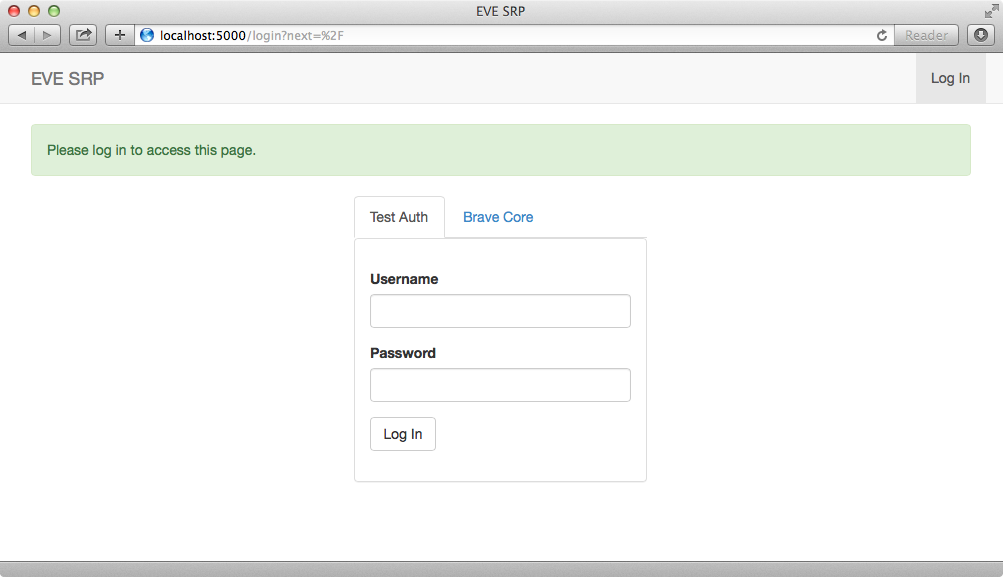 EVE SRP
localhost:5000/login?next=%2F
Reader
EVE SRP
Log In
Please log in to access this page.
Test Auth
Brave Core
Username
Password
Log In